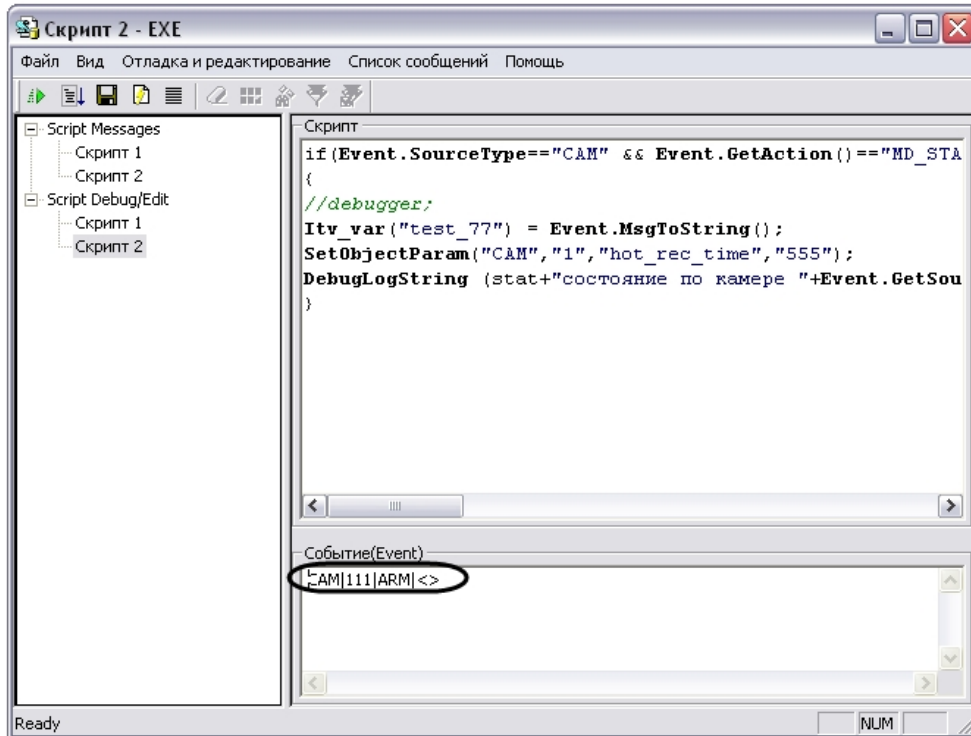 Скрипт 2 - EXE
Файл Вид Отладка и редактирование Список сообщений Помощь
Script Messages
Скрипт 1
Скрипт 2
Script Debug/Edit
Скрипт 1
Скрипт 2
Скрипт
if(Event.SourceType=="CAM" && Event.GetAction()=="MD_STA
{
//debugger;
Itv_var("test_77") = Event.MsgToString();
SetObjectParam("CAM","1","hot_rec_time","555");
DebugLogString (stat+"состояние по камере "+Event.GetSou
}
Событие(Event)
CAM|111|ARM|<>
Ready
NUM